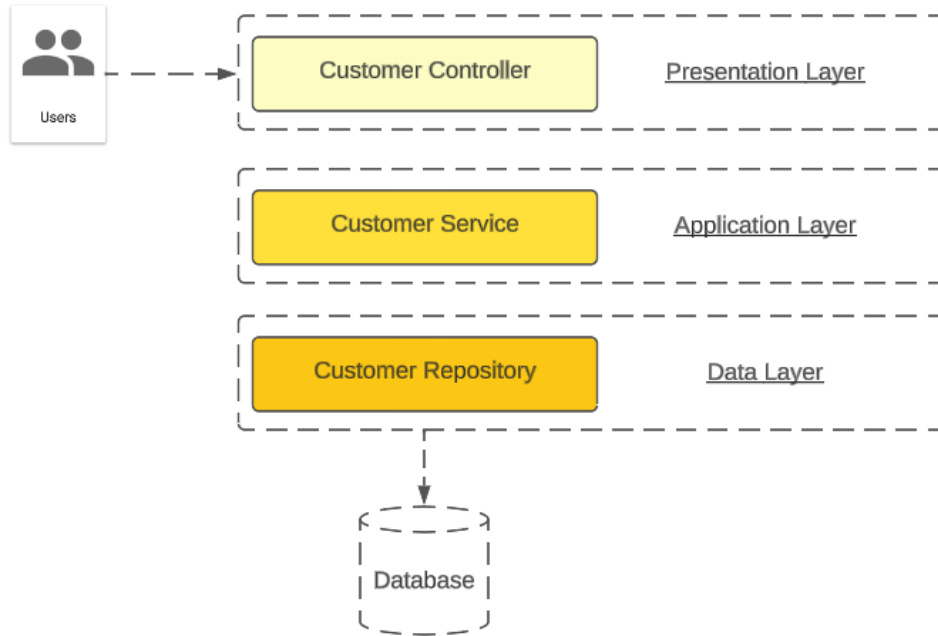 Users
Customer Controller
Presentation Layer
Customer Service
Application Layer
Customer Repository
Data Layer
Database